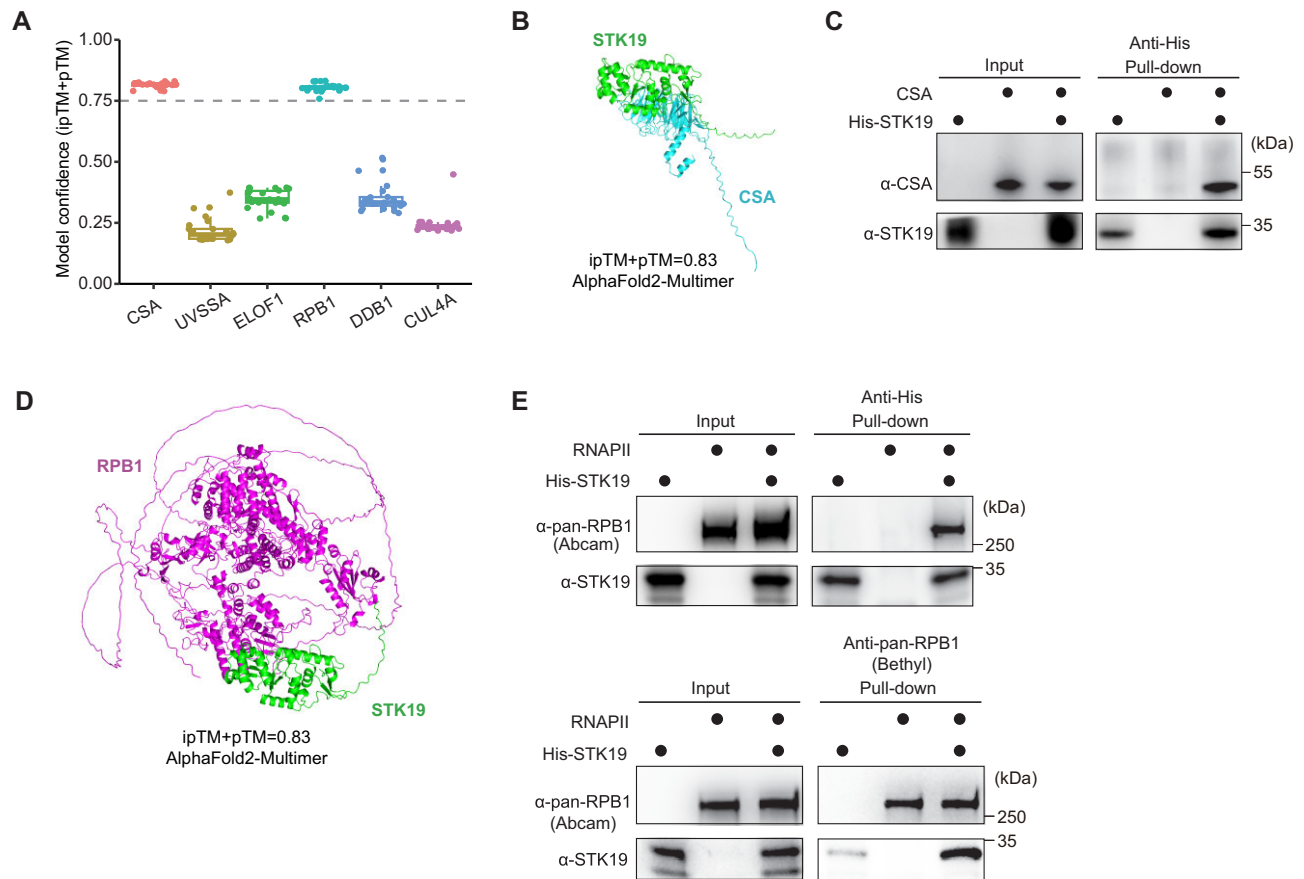 A
Model confidence (ipTM+pTM)
1.00
0.75
0.50
0.25
0.00
CSA
UVSSA
ELOF1
RPB1
DDB1
CUL4A
B
STK19
CSA
ipTM+pTM=0.83
AlphaFold2-Multimer
C
Input
Anti-His
Pull-down
CSA
His-STK19
(kDa)
α-CSA
55
α-STK19
35
D
RPB1
STK19
ipTM+pTM=0.83
AlphaFold2-Multimer
E
Input
Anti-His
Pull-down
RNAPII
His-STK19
(kDa)
α-pan-RPB1
(Abcam)
250
35
α-STK19
Input
Anti-pan-RPB1
(Bethyl)
Pull-down
RNAPII
His-STK19
(kDa)
α-pan-RPB1
(Abcam)
250
35
α-STK19